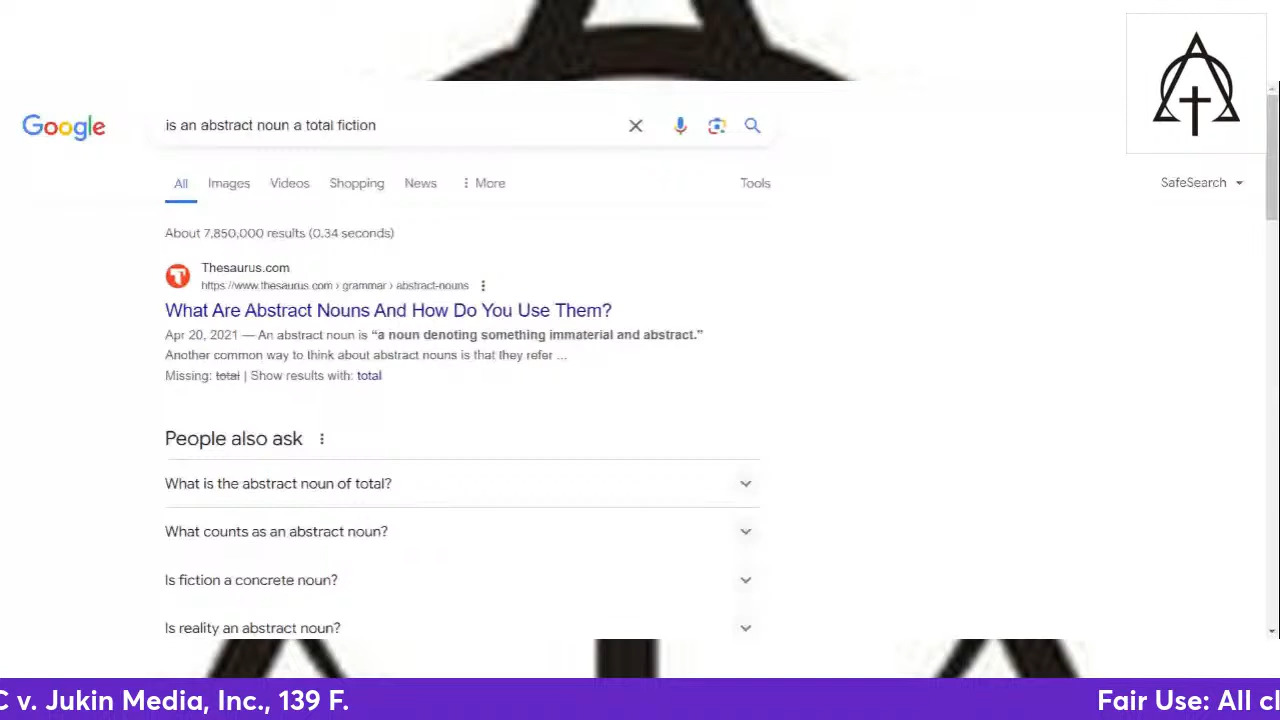 Google
is an abstract noun a total fiction
All Images Videos Shopping News More Tools
SafeSearch
About 7,850,000 results (0.34 seconds)
Thesaurus.com
https://www.thesaurus.com › grammar › abstract-nouns
What Are Abstract Nouns And How Do You Use Them?
Apr 20, 2021 — An abstract noun is “a noun denoting something immaterial and abstract.”
Another common way to think about abstract nouns is that they refer ...
Missing: total | Show results with: total
People also ask
What is the abstract noun of total?
What counts as an abstract noun?
Is fiction a concrete noun?
Is reality an abstract noun?
C v. Jukin Media, Inc., 139 F. Fair Use: All